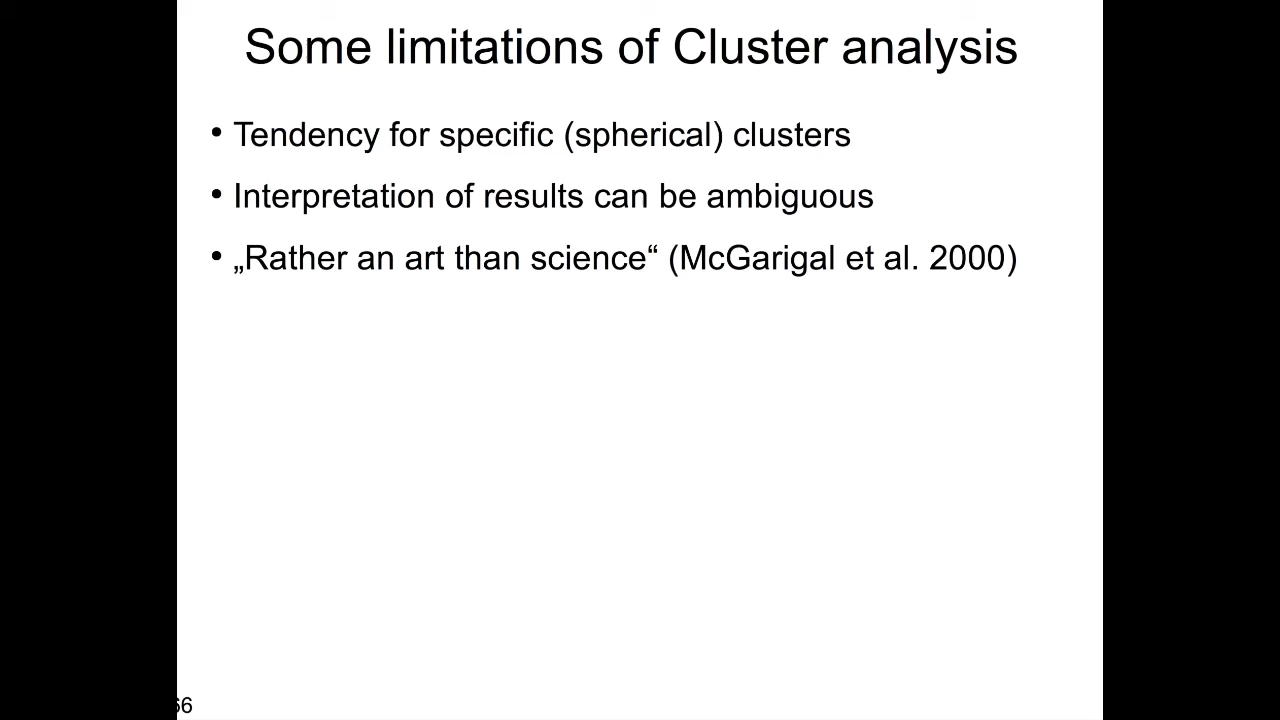 Some limitations of Cluster analysis
• Tendency for specific (spherical) clusters
• Interpretation of results can be ambiguous
• „Rather an art than science“ (McGarigal et al. 2000)
66